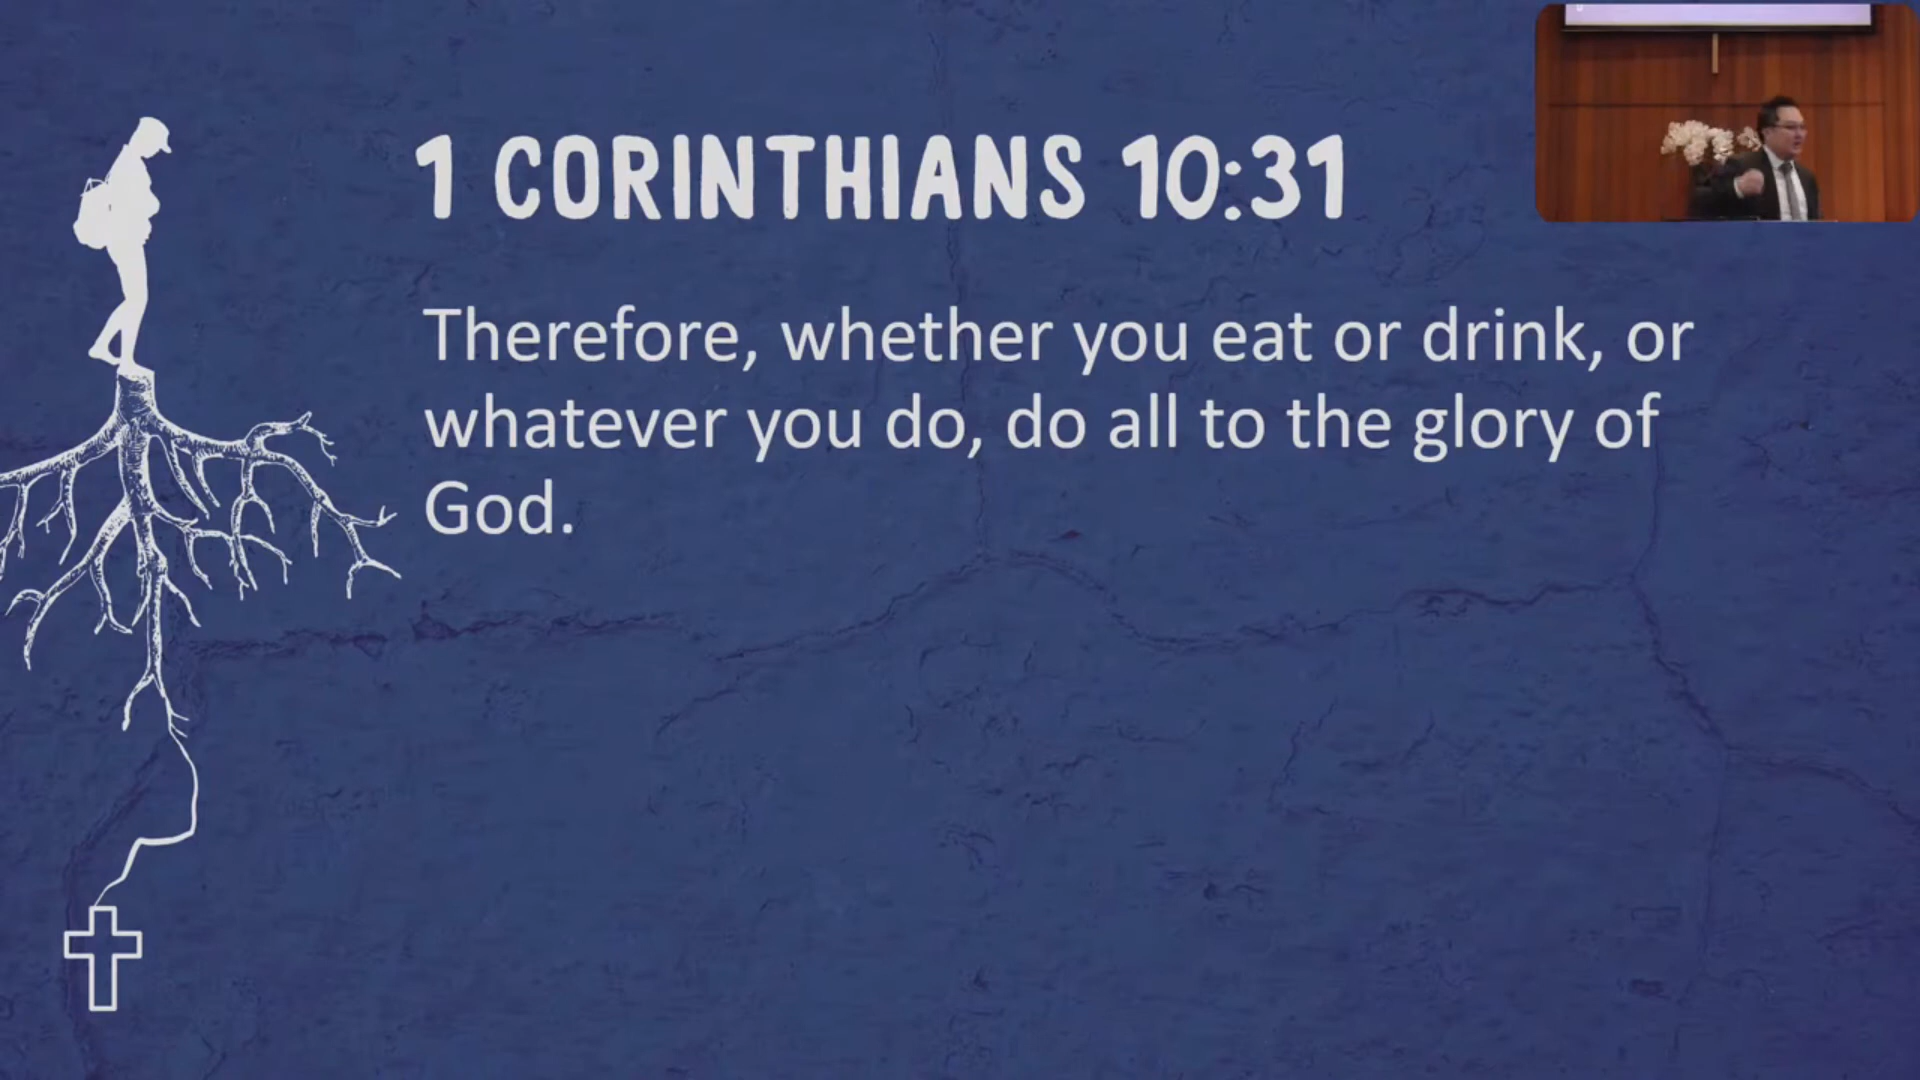 1 CORINTHIANS 10:31
Therefore, whether you eat or drink, or
whatever you do, do all to the glory of
God.